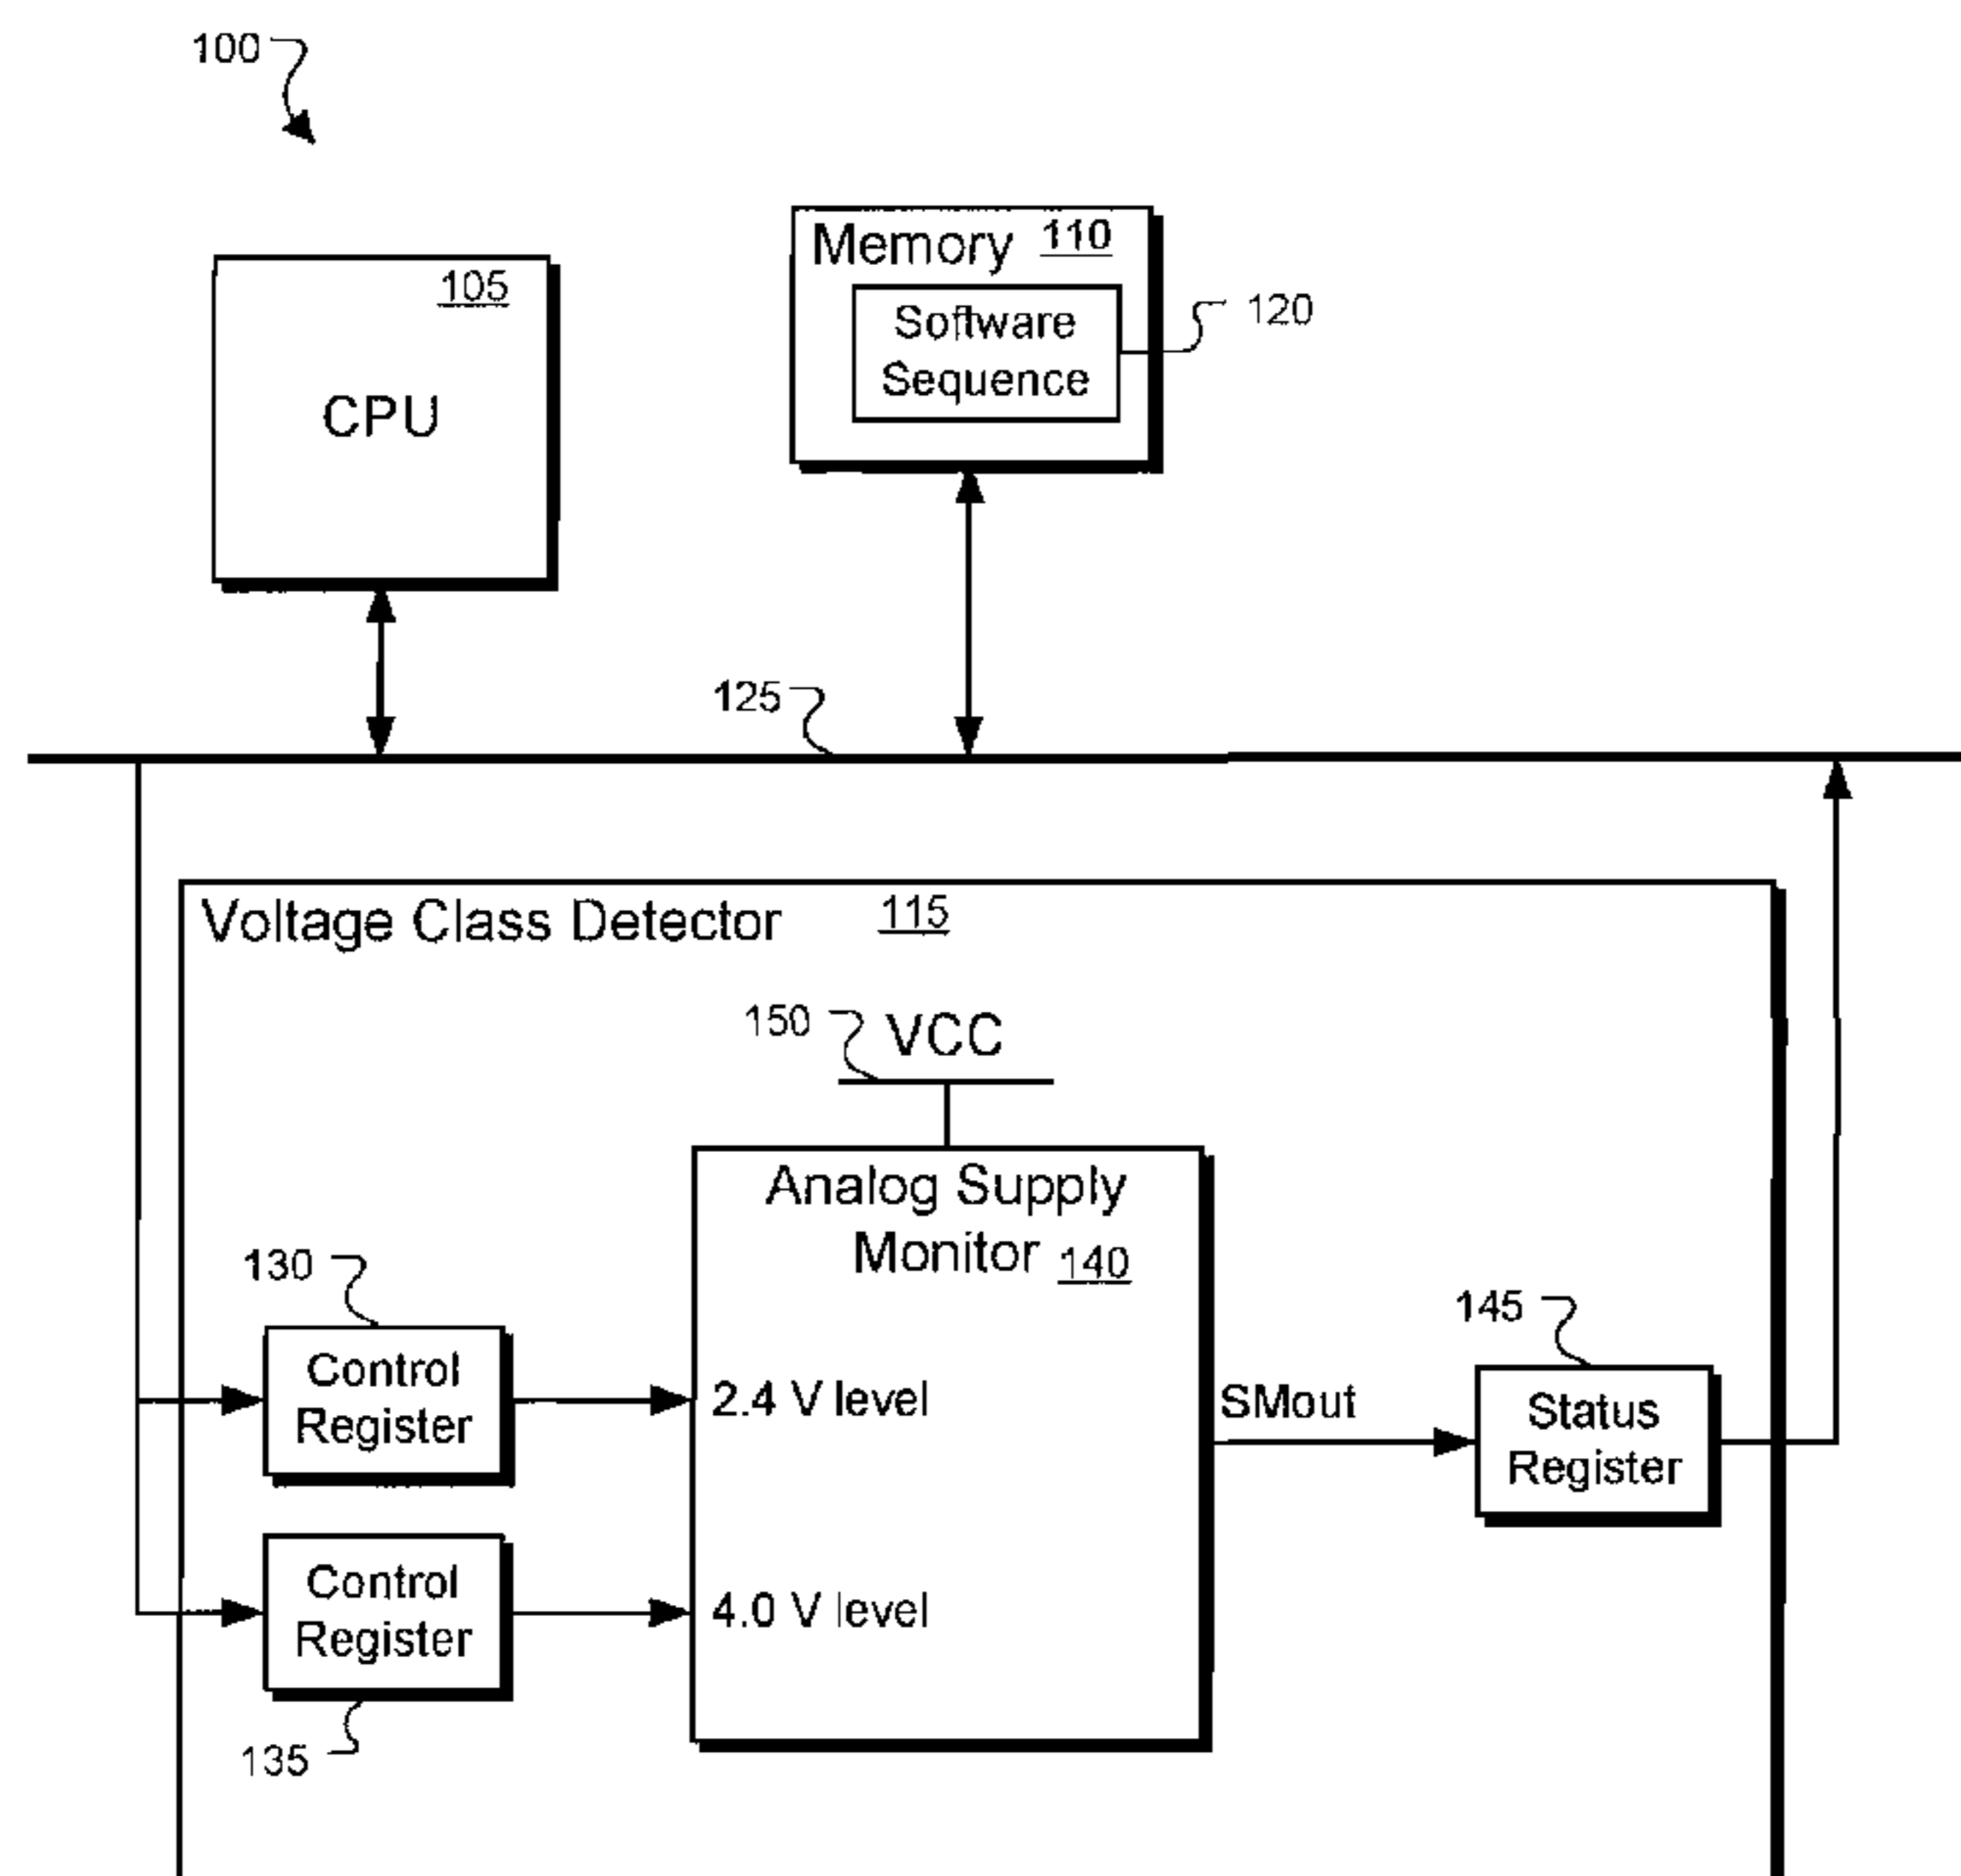 100
Memory 110
105
Software
Sequence
120
CPU
125
Voltage Class Detector 115
150
VCC
Analog Supply
Monitor 140
130
Control
Register
2.4 V level
SMout
145
Status
Register
Control
Register
4.0 V level
135